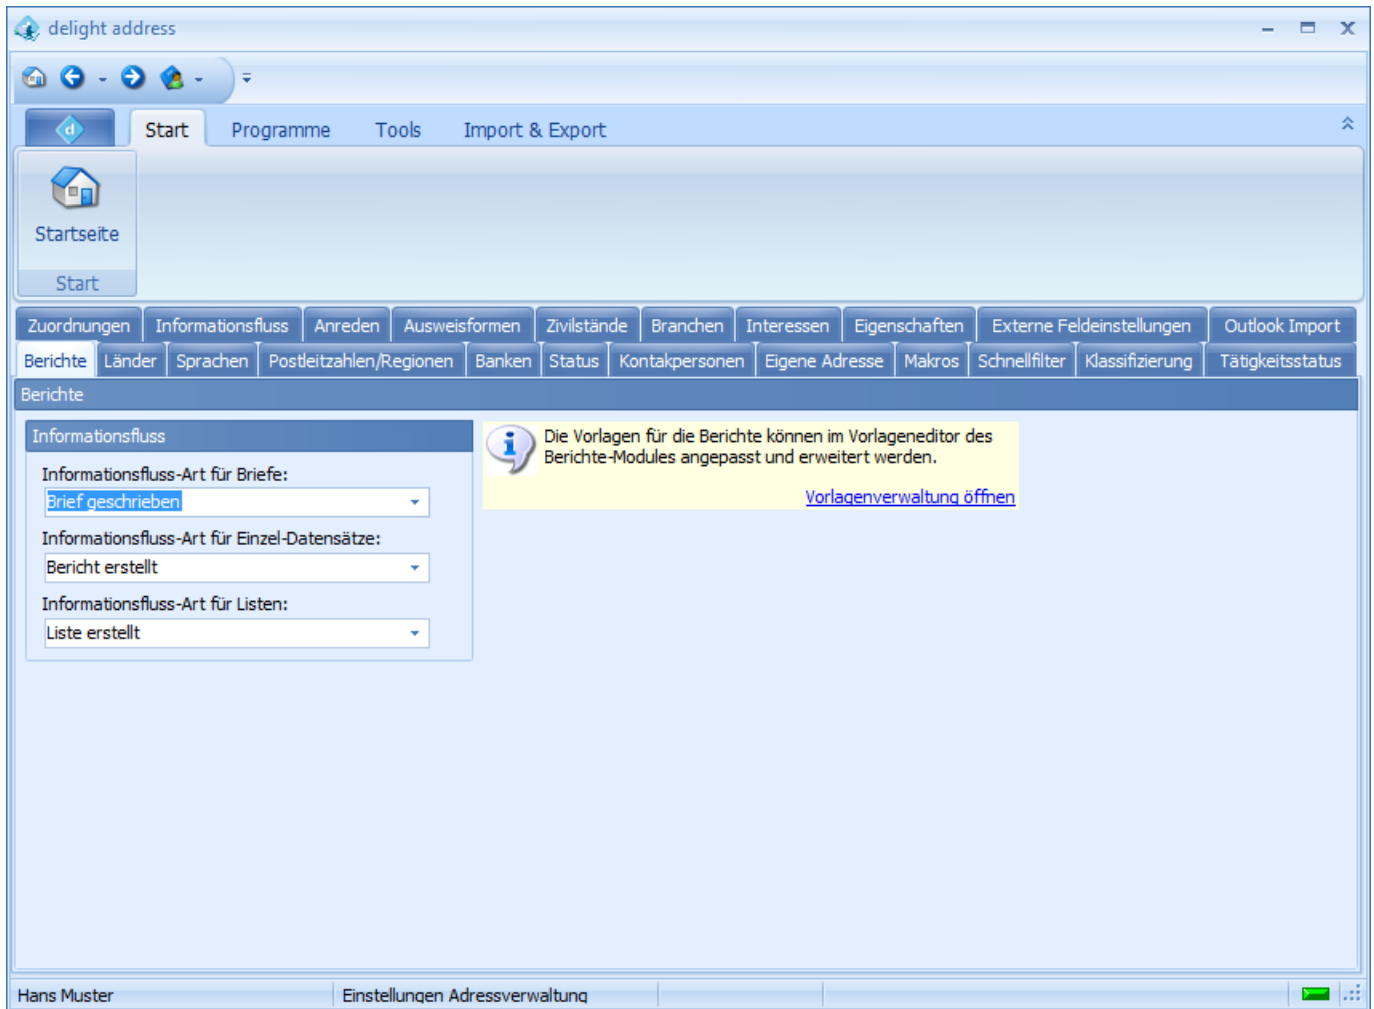 delight address
Start Programme Tools Import & Export
Startseite
Start
Zuordnungen Informationsfluss Anreden Ausweisformen Zivilstände Branchen Interessen Eigenschaften Externe Feldeinstellungen Outlook Import
Berichte Länder Sprachen Postleitzahlen/Regionen Banken Status Kontakpersonen Eigene Adresse Makros Schnellfilter Klassifizierung Tätigkeitsstatus
Berichte
Informationsfluss
Informationsfluss-Art für Briefe:
Brief geschrieben
Informationsfluss-Art für Einzel-Datensätze:
Bericht erstellt
Informationsfluss-Art für Listen:
Liste erstellt
Die Vorlagen für die Berichte können im Vorlageneditor des
Berichte-Modules angepasst und erweitert werden.
Vorlagenverwaltung öffnen
Hans Muster Einstellungen Adressverwaltung